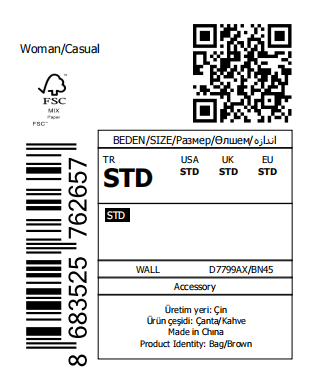 Woman/Casual
FSC
MIX
Paper
FSC™
BEDEN/SIZE/Размер/Өлшем/اندازه
TR USA UK EU
STD STD STD STD
STD
WALL D7799AX/BN45
Accessory
Üretim yeri: Çin
Ürün çeşidi: Çanta/Kahve
Made in China
Product Identity: Bag/Brown
8 683525 762657